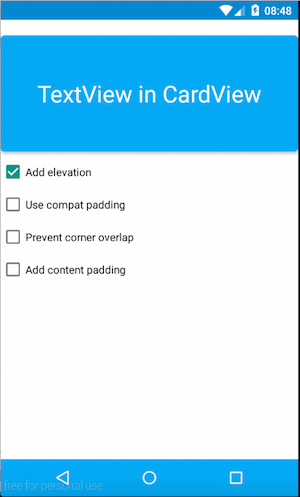 08:48
TextView in CardView
Add elevation
Use compat padding
Prevent corner overlap
Add content padding
free for personal use